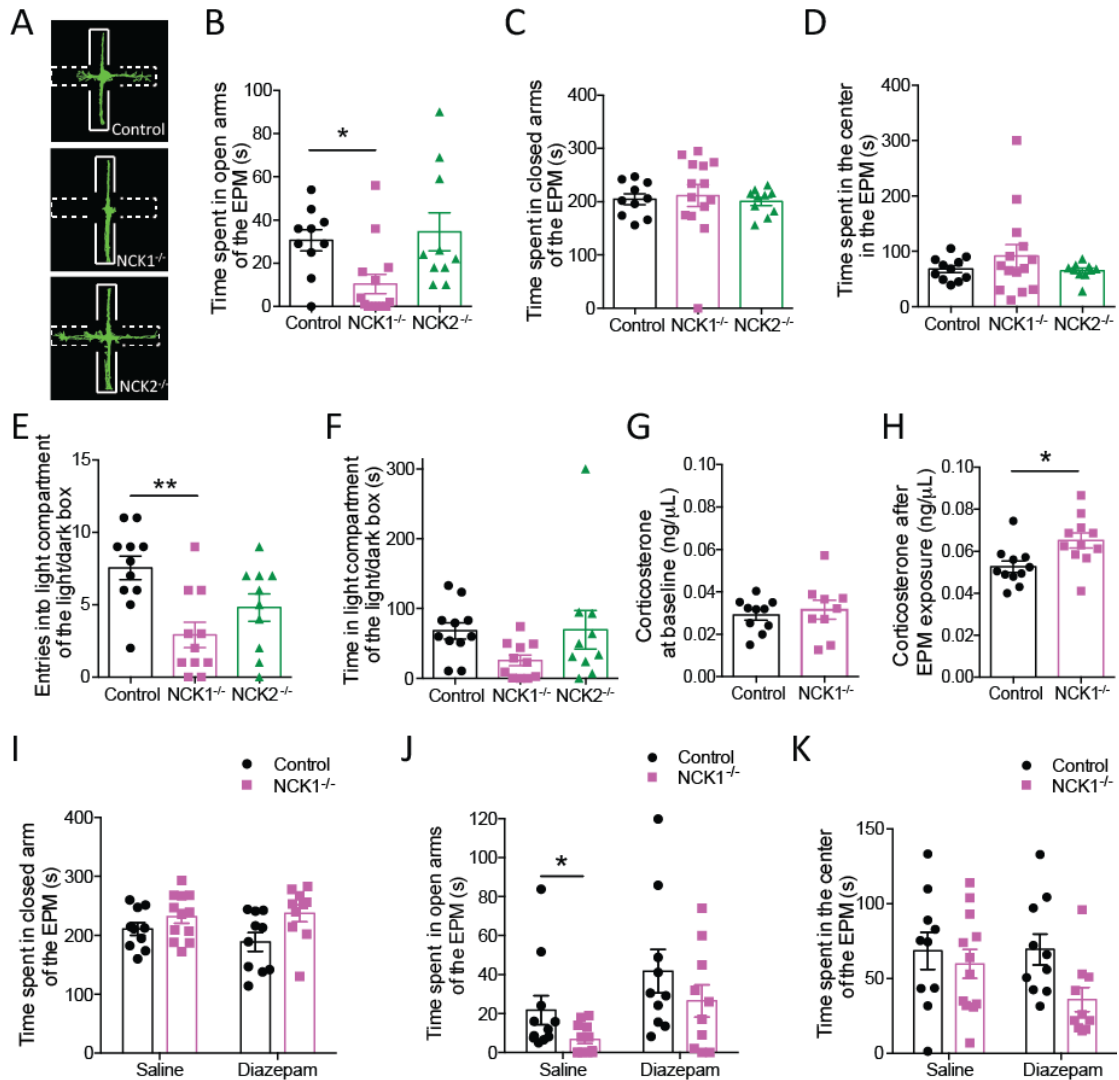 A
Control
NCK1-/-
NCK2-/-
B
Time spent in open arms
of the EPM (s)
100
80
60
40
20
0
*
Control NCK1-/- NCK2-/-
C
Time spent in closed arms
of the EPM (s)
400
300
200
100
0
Control NCK1-/- NCK2-/-
D
Time spent in the center
in the EPM (s)
400
300
200
100
0
Control NCK1-/- NCK2-/-
E
Entries into light compartment
of the light/dark box
15
10
5
0
**
Control NCK1-/- NCK2-/-
F
Time in light compartment
of the light/dark box (s)
300
200
100
0
Control NCK1-/- NCK2-/-
G
Corticosterone
at baseline (ng/μL)
0.10
0.08
0.06
0.04
0.02
0.00
Control NCK1-/-
H
Corticosterone after
EPM exposure (ng/μL)
0.10
0.08
0.06
0.04
0.02
0.00
*
Control NCK1-/-
I
Control
NCK1-/-
Time spent in closed arm
of the EPM (s)
400
300
200
100
0
Saline Diazepam
J
Control
NCK1-/-
Time spent in open arms
of the EPM (s)
120
100
80
60
40
20
0
*
Saline Diazepam
K
Control
NCK1-/-
Time spent in the center
of the EPM (s)
150
100
50
0
Saline Diazepam